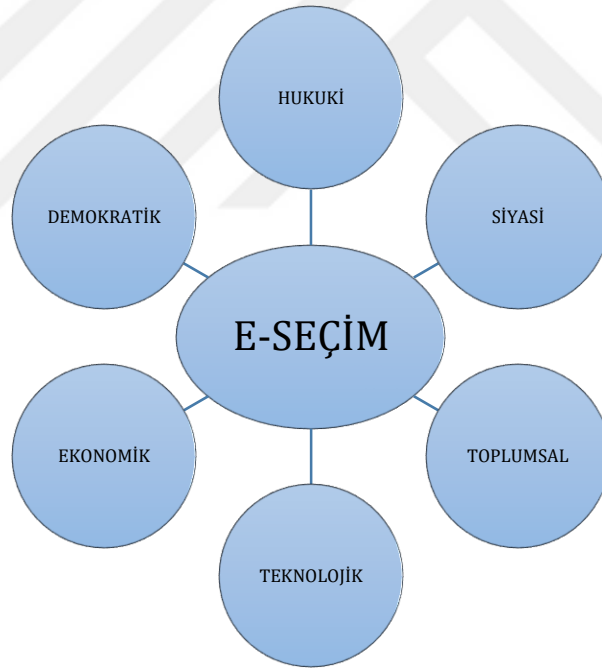 HUKUKİ
DEMOKRATİK
SİYASİ
E-SEÇİM
EKONOMİK
TOPLUMSAL
TEKNOLOJİK